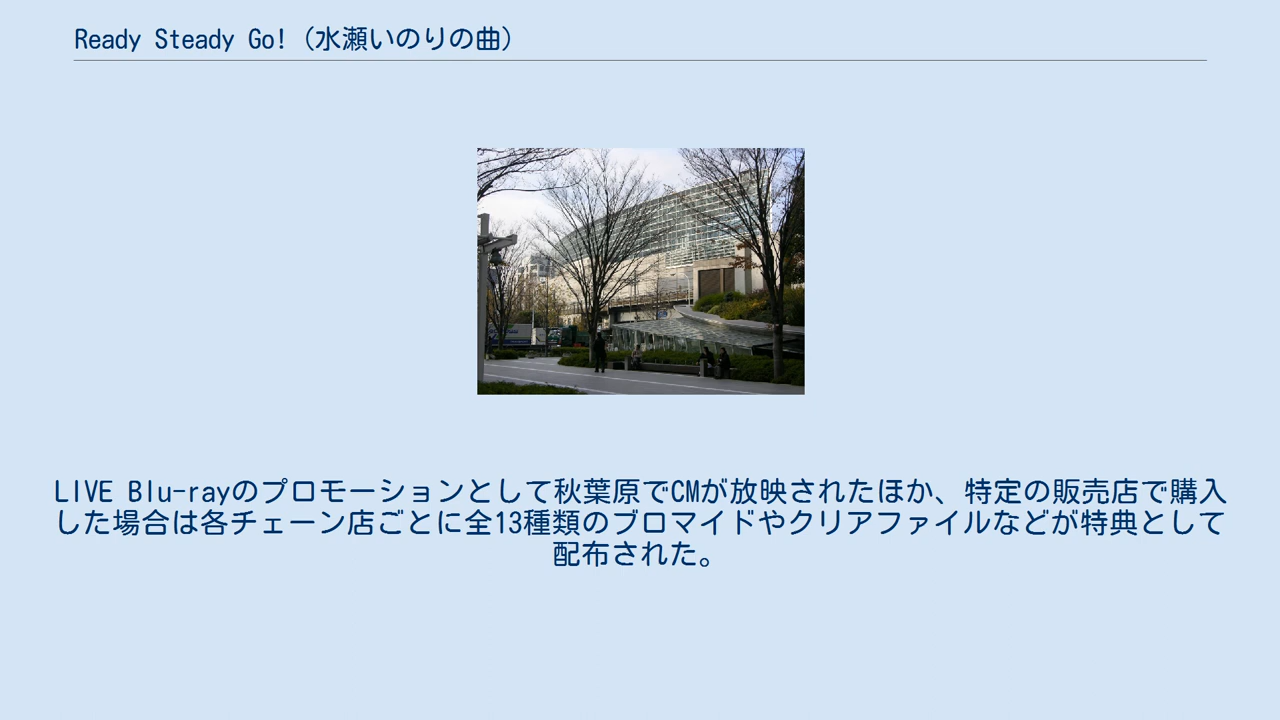 Ready Steady Go! (水瀬いのりの曲)
LIVE Blu-rayのプロモーションとして秋葉原でCMが放映されたほか、特定の販売店で購入
した場合は各チェーン店ごとに全13種類のブロマイドやクリアファイルなどが特典として
配布された。